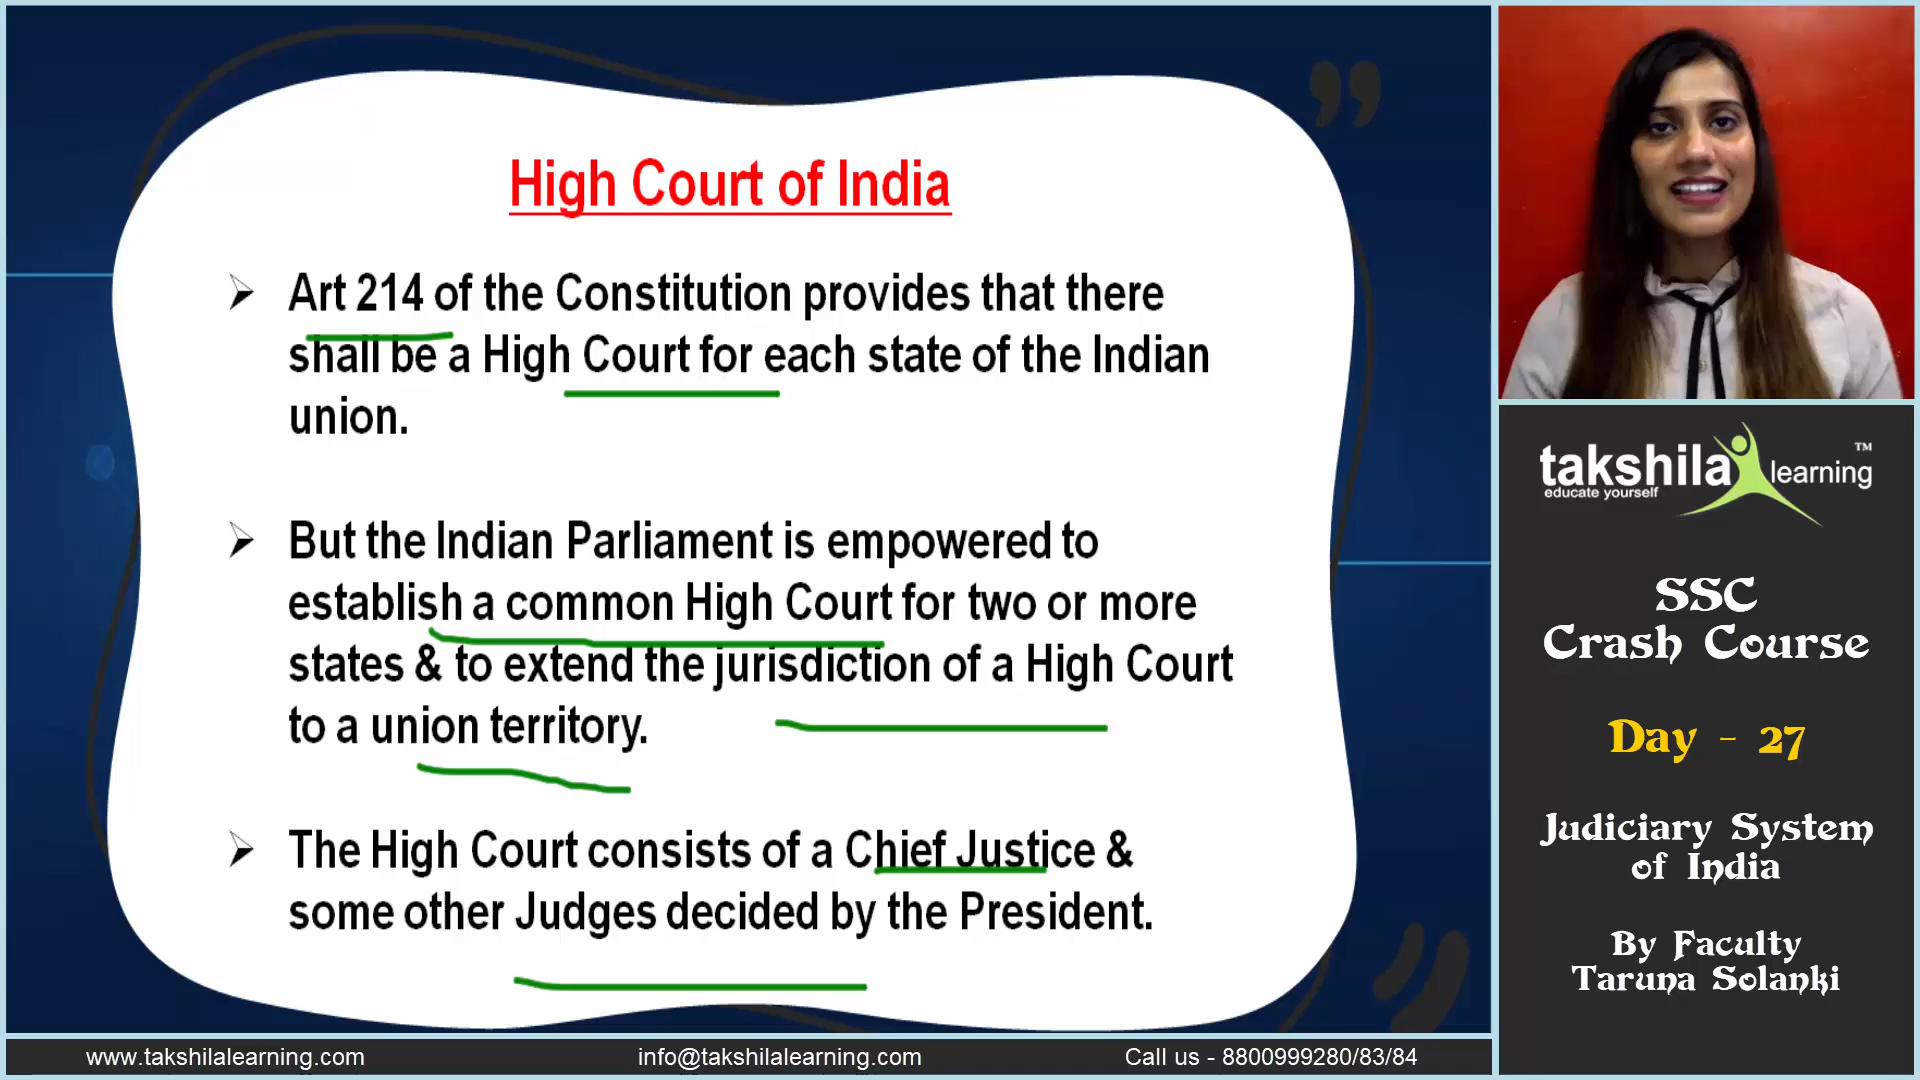 High Court of India
Art 214 of the Constitution provides that there
shall be a High Court for each state of the Indian
union.
But the Indian Parliament is empowered to
establish a common High Court for two or more
states & to extend the jurisdiction of a High Court
to a union territory.
The High Court consists of a Chief Justice &
some other Judges decided by the President.
takshila learning ™
educate yourself
SSC
Crash Course
Day - 27
Judiciary System
of India
By Faculty
Taruna Solanki
www.takshilalearning.com
info@takshilalearning.com
Call us - 8800999280/83/84